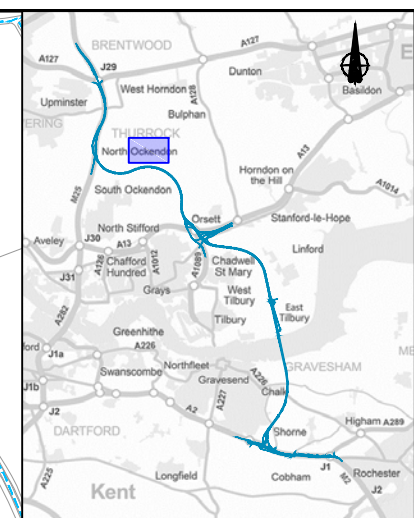 BRENTWOOD
A127
A127
J29
Dunton
Basildon
West Horndon
A128
Upminster
Bulphan
ERING
THURROCK
North Ockendon
A13
Horndon on
the Hill
A1014
M25
South Ockendon
Orsett
Stanford-le-Hope
North Stifford
Aveley
J30
A13
Linford
A126
Chafford
Hundred
A1012
A1089
Chadwell
St Mary
J31
Grays
West
Tilbury
East
Tilbury
A282
Tilbury
Greenhithe
A226
ford
J1a
Northfleet
GRAVESHAM
Swanscombe
Gravesend
A226
J1b
A227
Chalk
J2
A2
Higham
A289
DARTFORD
Shorne
J1
Rochester
A225
Longfield
Cobham
M2
J2
Kent
E